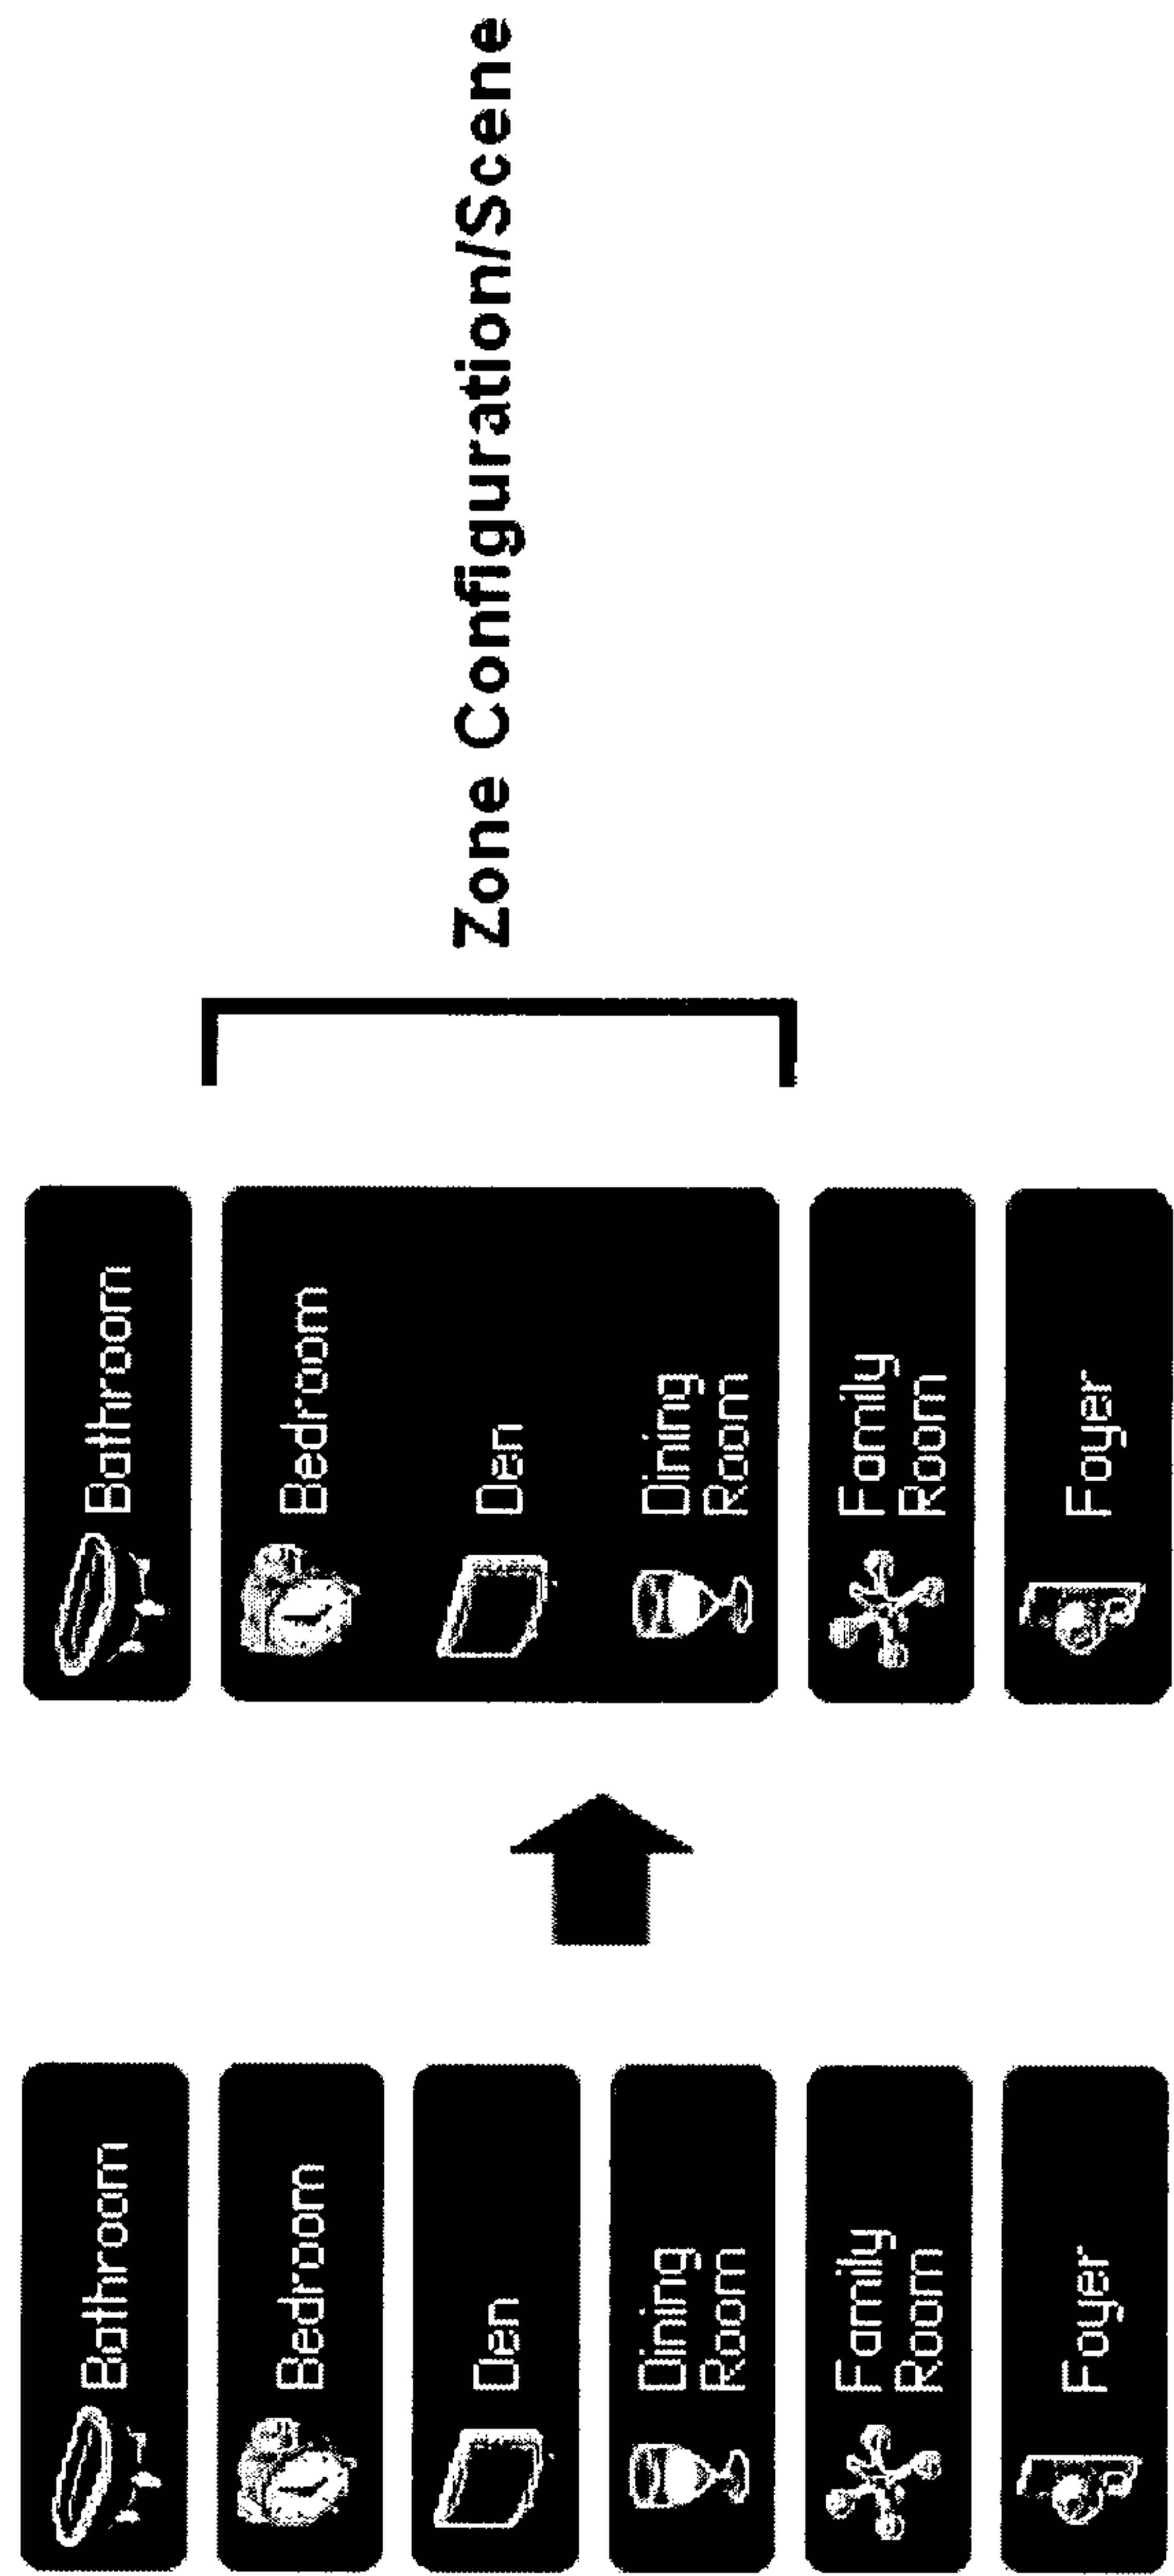 Bathroom
Bedroom
Den
Dining
Room
Family
Room
Foyer
Bathroom
Bedroom
Den
Dining
Room
Family
Room
Foyer
Zone Configuration/Scene